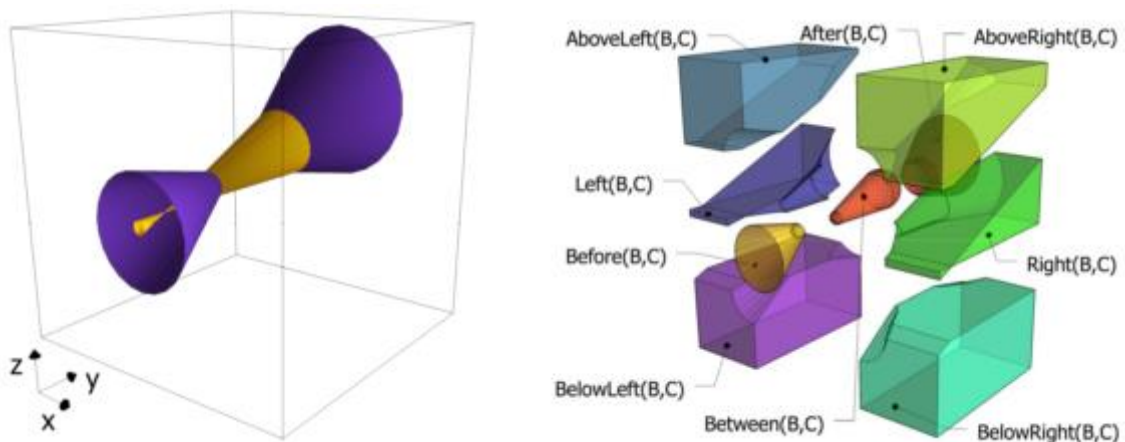 z
y
x
AboveLeft(B,C)
After(B,C)
AboveRight(B,C)
Left(B,C)
Before(B,C)
Right(B,C)
BelowLeft(B,C)
Between(B,C)
BelowRight(B,C)